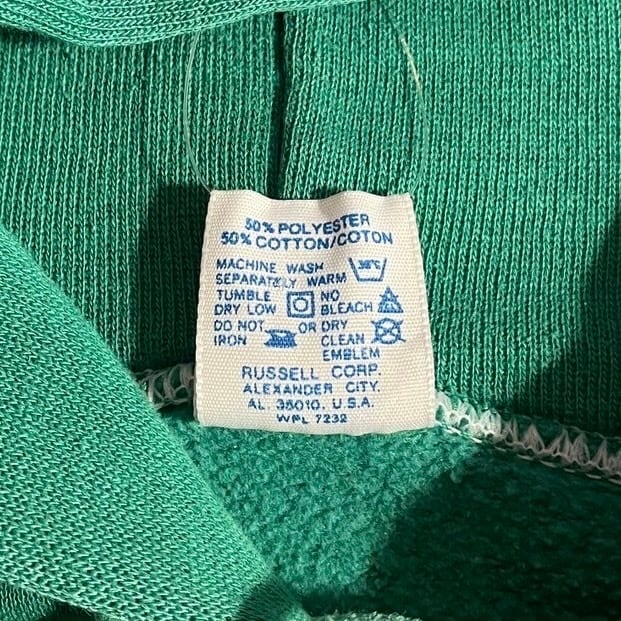 50% POLYESTER
50% COTTON/COTON
MACHINE WASH 38°C
SEPARATELY WARM
TUMBLE NO
DRY LOW BLEACH
DO NOT OR DRY
IRON CLEAN
EMBLEM
RUSSELL CORP.
ALEXANDER CITY,
AL. 35010, U.S.A.
WPL 7232